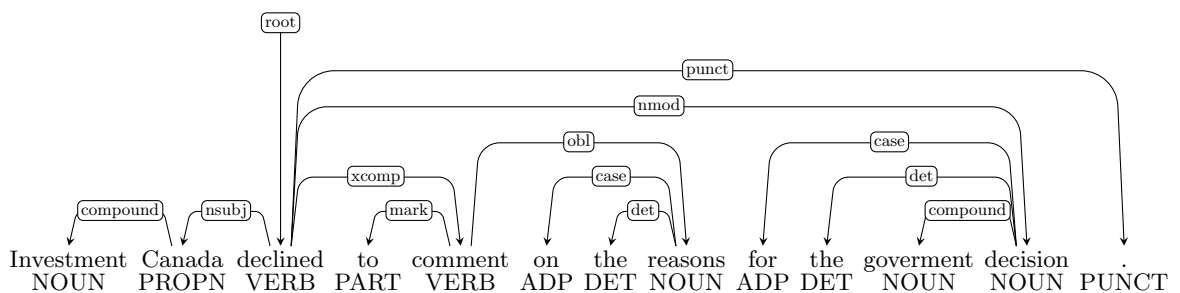 root
punct
nmod
obl case
xcomp case det
compound nsubj mark det compound
Investment Canada declined to comment on the reasons for the goverment decision .
NOUN PROPN VERB PART VERB ADP DET NOUN ADP DET NOUN NOUN PUNCT